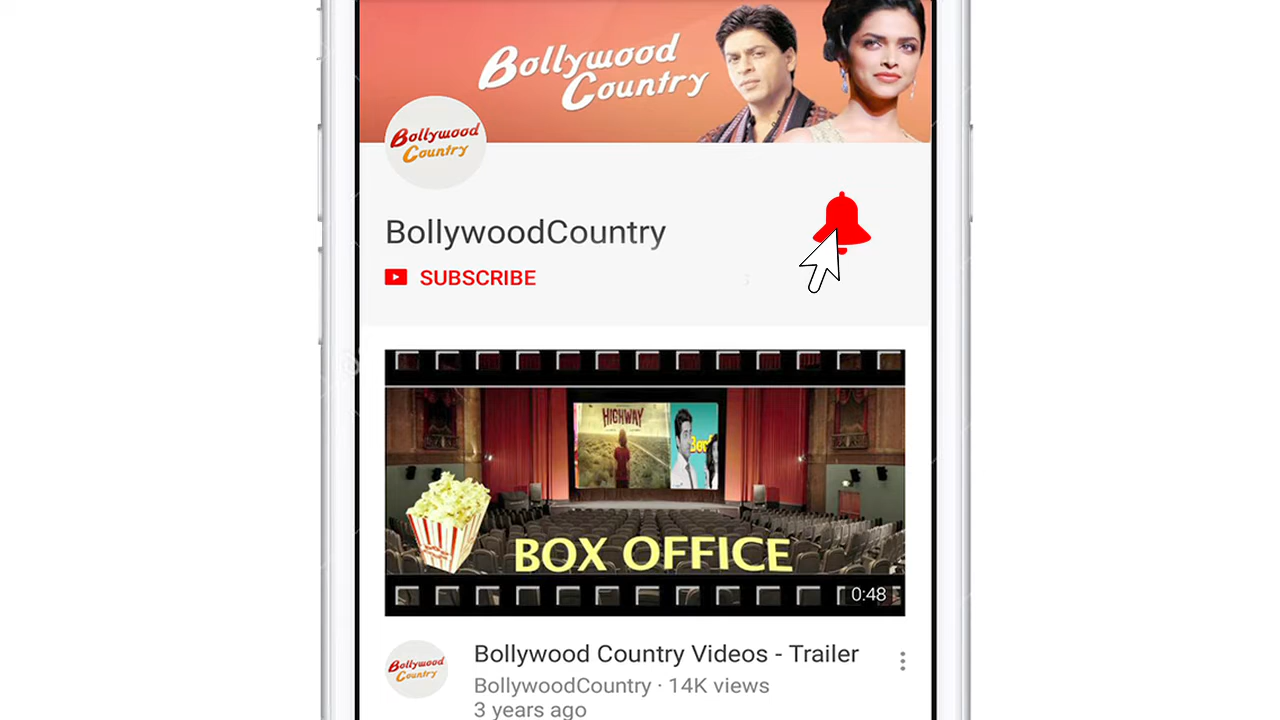 Bollywood
Country
Bollywood
Country
BollywoodCountry
SUBSCRIBE
HIGHWAY
BOX OFFICE
0:48
Bollywood
Country
Bollywood Country Videos - Trailer
BollywoodCountry · 14K views
3 years ago